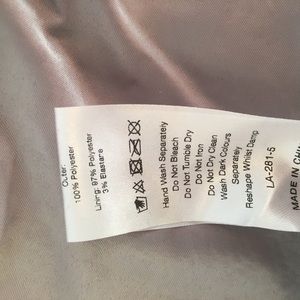 Outer:
100% Polyester
Lining: 97% Polyester
3% Elastane
Hand Wash Separately
Do Not Bleach
Do Not Tumble Dry
Do Not Iron
Do Not Dry Clean
Wash Dark Colours
Separately
Reshape Whilst Damp
LA-281-5
MADE IN